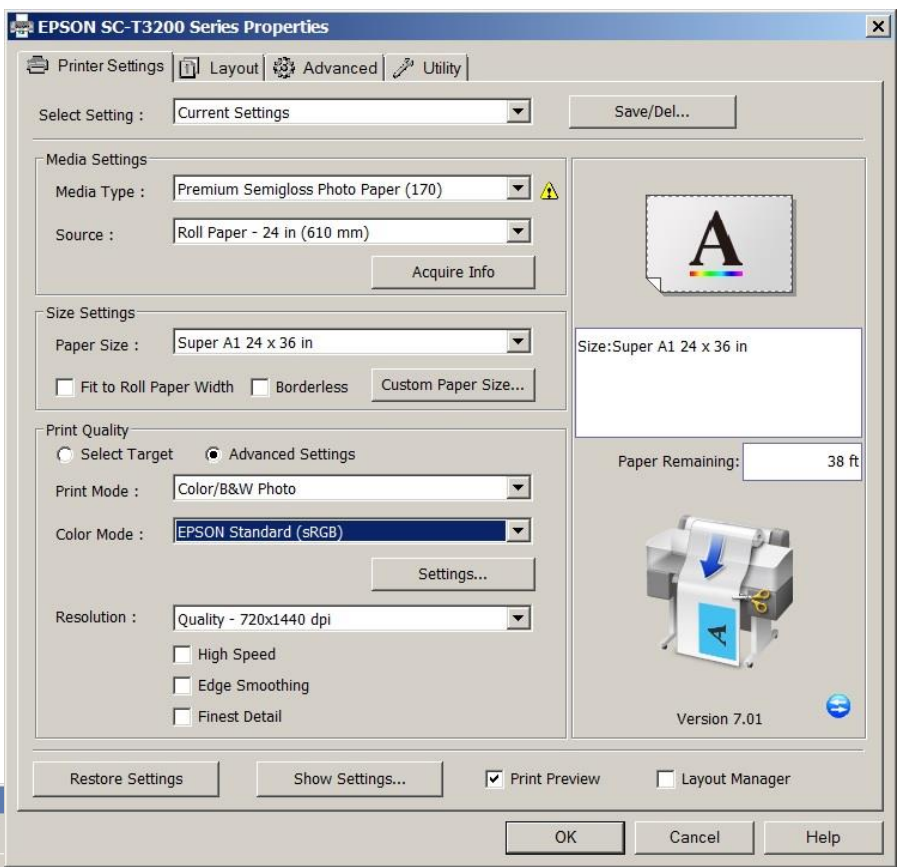 EPSON SC-T3200 Series Properties
Printer Settings Layout Advanced Utility
Select Setting : Current Settings Save/Del...
Media Settings
Media Type : Premium Semigloss Photo Paper (170)
Source : Roll Paper - 24 in (610 mm)
Acquire Info
Size Settings
Paper Size : Super A1 24 x 36 in
Fit to Roll Paper Width Borderless Custom Paper Size...
Print Quality
Select Target Advanced Settings
Print Mode : Color/B&W Photo
Color Mode : EPSON Standard (sRGB)
Settings...
Resolution : Quality - 720x1440 dpi
High Speed
Edge Smoothing
Finest Detail
A
Size:Super A1 24 x 36 in
Paper Remaining: 38 ft
A
Version 7.01
Restore Settings Show Settings... Print Preview Layout Manager
OK Cancel Help